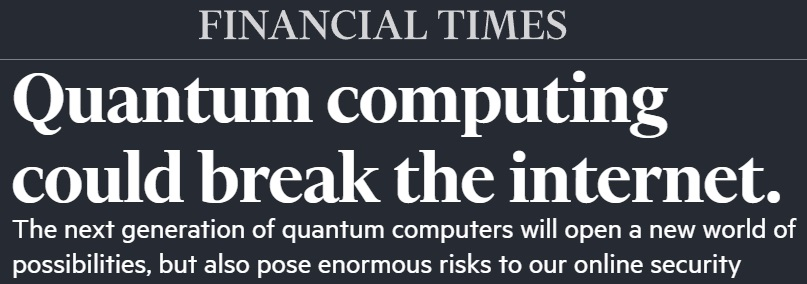 FINANCIAL TIMES
Quantum computing
could break the internet.
The next generation of quantum computers will open a new world of
possibilities, but also pose enormous risks to our online security